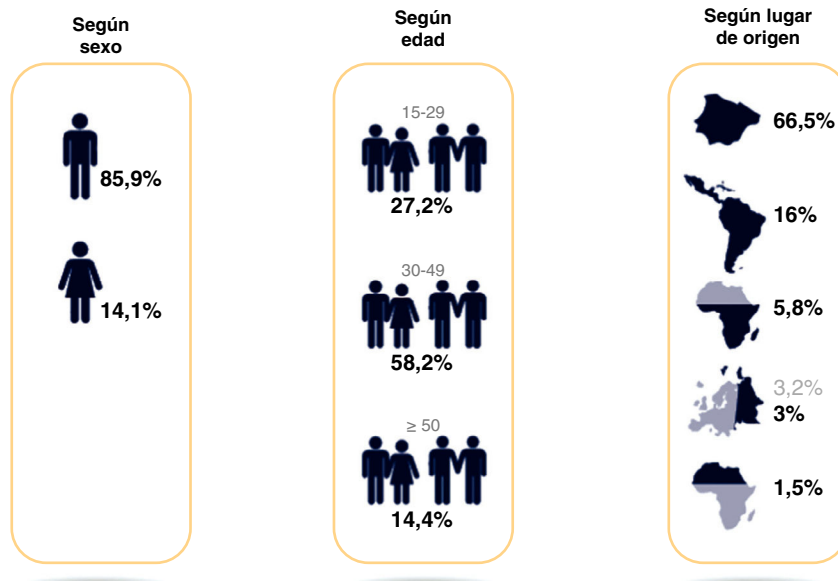 Según
sexo
85,9%
14,1%
Según
edad
15-29
27,2%
30-49
58,2%
≥ 50
14,4%
Según lugar
de origen
66,5%
16%
5,8%
3,2%
3%
1,5%